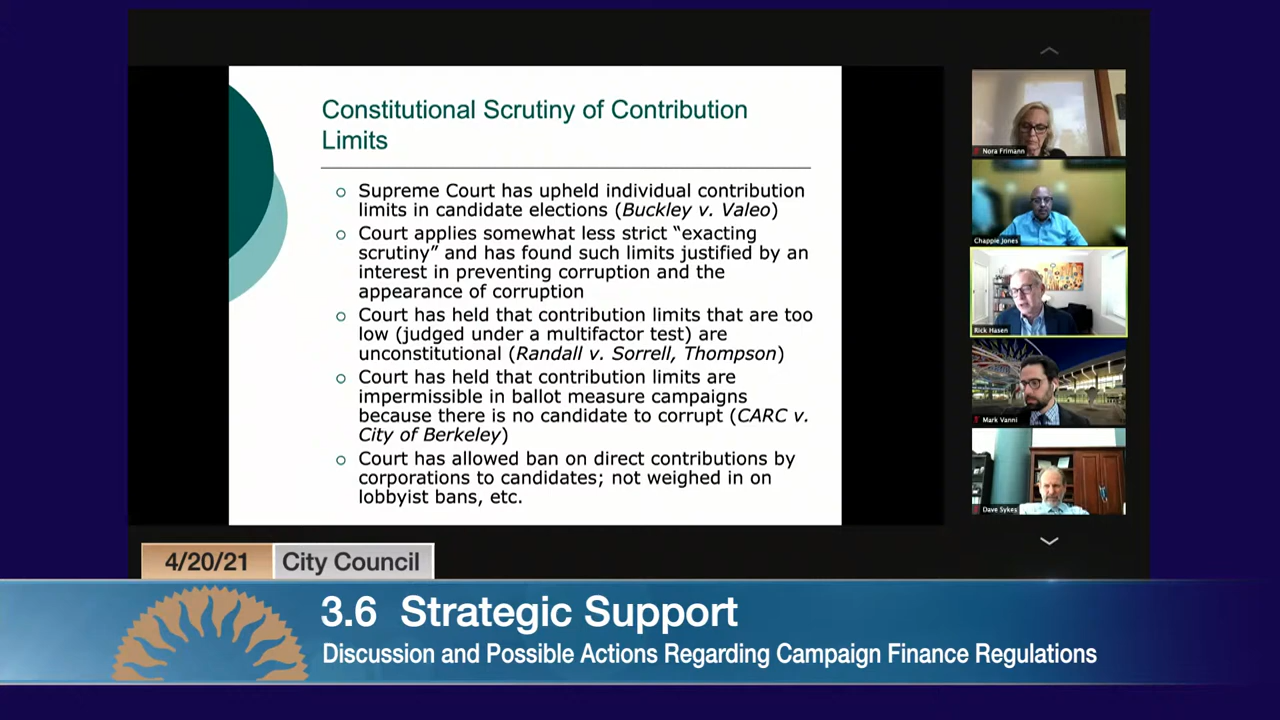 Constitutional Scrutiny of Contribution
Limits
Supreme Court has upheld individual contribution
limits in candidate elections (Buckley v. Valeo)
Court applies somewhat less strict “exacting
scrutiny” and has found such limits justified by an
interest in preventing corruption and the
appearance of corruption
Court has held that contribution limits that are too
low (judged under a multifactor test) are
unconstitutional (Randall v. Sorrell, Thompson)
Court has held that contribution limits are
impermissible in ballot measure campaigns
because there is no candidate to corrupt (CARC v.
City of Berkeley)
Court has allowed ban on direct contributions by
corporations to candidates; not weighed in on
lobbyist bans, etc.
Nora Frimann
Chappie Jones
Rick Hasen
Mark Vanni
Dave Sykes
4/20/21 City Council
3.6 Strategic Support
Discussion and Possible Actions Regarding Campaign Finance Regulations